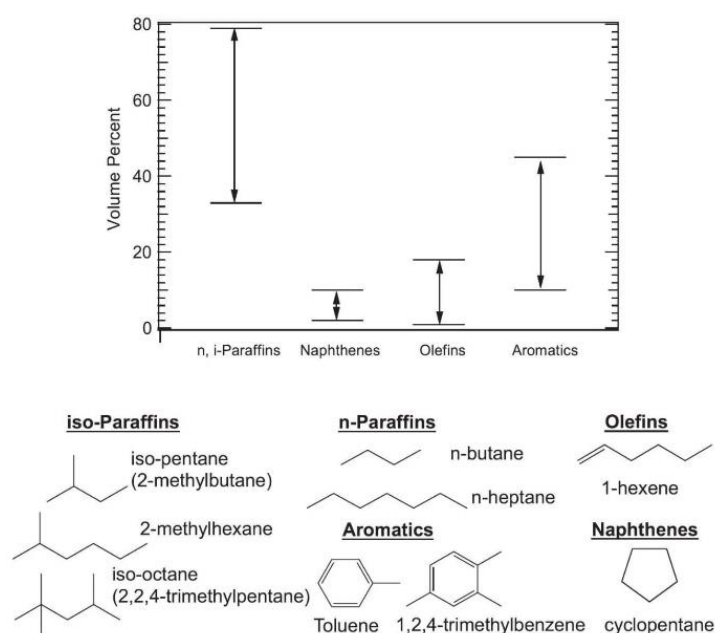 80
60
40
20
0
Volume Percent
n, i-Paraffins Naphthenes Olefins Aromatics
iso-Paraffins
iso-pentane
(2-methylbutane)
2-methylhexane
iso-octane
(2,2,4-trimethylpentane)
n-Paraffins
n-butane
n-heptane
Aromatics
Toluene 1,2,4-trimethylbenzene
Olefins
1-hexene
Naphthenes
cyclopentane